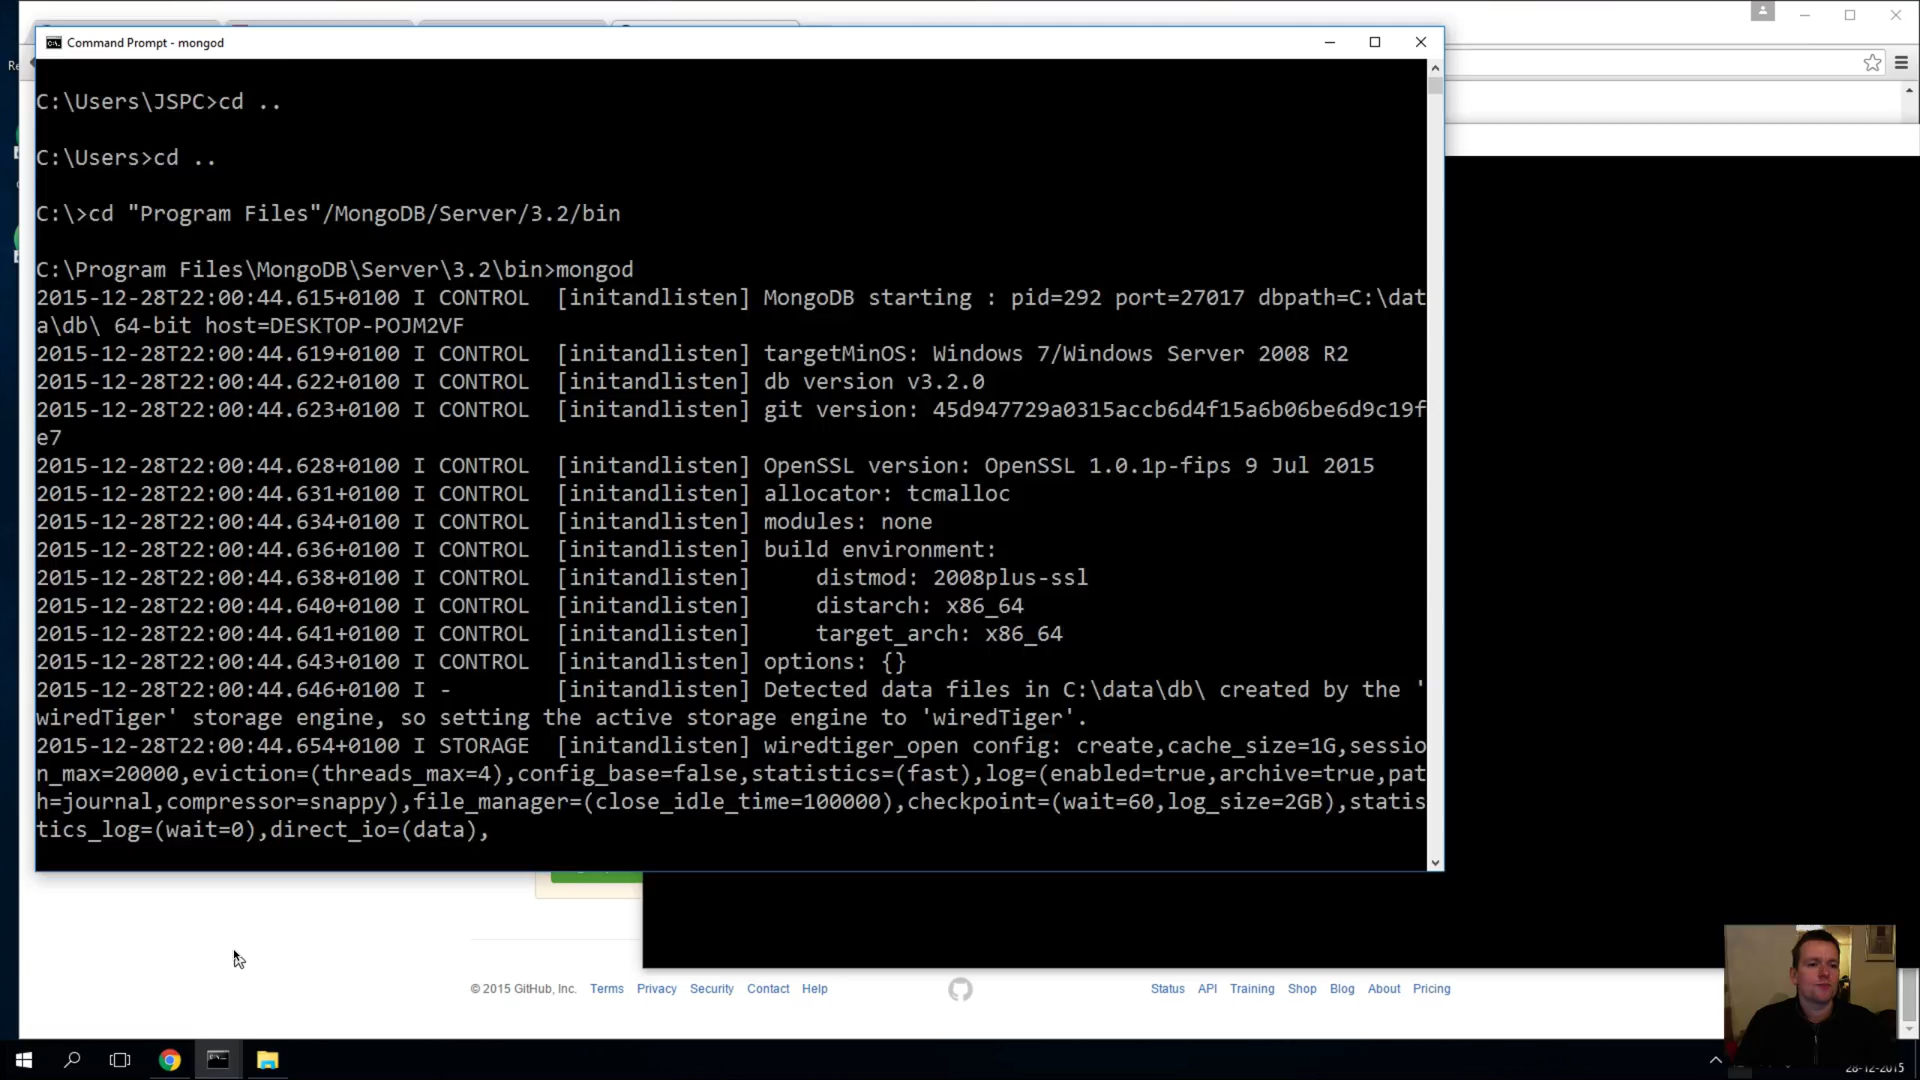 Command Prompt - mongod
Re
C:\Users\JSPC>cd ..
C:\Users>cd ..
C:\>cd "Program Files"/MongoDB/Server/3.2/bin
C:\Program Files\MongoDB\Server\3.2\bin>mongod
2015-12-28T22:00:44.615+0100 I CONTROL  [initandlisten] MongoDB starting : pid=292 port=27017 dbpath=C:\dat
a\db\ 64-bit host=DESKTOP-POJM2VF
2015-12-28T22:00:44.619+0100 I CONTROL  [initandlisten] targetMinOS: Windows 7/Windows Server 2008 R2
2015-12-28T22:00:44.622+0100 I CONTROL  [initandlisten] db version v3.2.0
2015-12-28T22:00:44.623+0100 I CONTROL  [initandlisten] git version: 45d947729a0315accb6d4f15a6b06be6d9c19f
e7
2015-12-28T22:00:44.628+0100 I CONTROL  [initandlisten] OpenSSL version: OpenSSL 1.0.1p-fips 9 Jul 2015
2015-12-28T22:00:44.631+0100 I CONTROL  [initandlisten] allocator: tcmalloc
2015-12-28T22:00:44.634+0100 I CONTROL  [initandlisten] modules: none
2015-12-28T22:00:44.636+0100 I CONTROL  [initandlisten] build environment:
2015-12-28T22:00:44.638+0100 I CONTROL  [initandlisten]     distmod: 2008plus-ssl
2015-12-28T22:00:44.640+0100 I CONTROL  [initandlisten]     distarch: x86_64
2015-12-28T22:00:44.641+0100 I CONTROL  [initandlisten]     target_arch: x86_64
2015-12-28T22:00:44.643+0100 I CONTROL  [initandlisten] options: {}
2015-12-28T22:00:44.646+0100 I -        [initandlisten] Detected data files in C:\data\db\ created by the '
wiredTiger' storage engine, so setting the active storage engine to 'wiredTiger'.
2015-12-28T22:00:44.654+0100 I STORAGE  [initandlisten] wiredtiger_open config: create,cache_size=1G,sessio
n_max=20000,eviction=(threads_max=4),config_base=false,statistics=(fast),log=(enabled=true,archive=true,pat
h=journal,compressor=snappy),file_manager=(close_idle_time=100000),checkpoint=(wait=60,log_size=2GB),statis
tics_log=(wait=0),direct_io=(data),
© 2015 GitHub, Inc. Terms Privacy Security Contact Help Status API Training Shop Blog About Pricing
28-12-2015